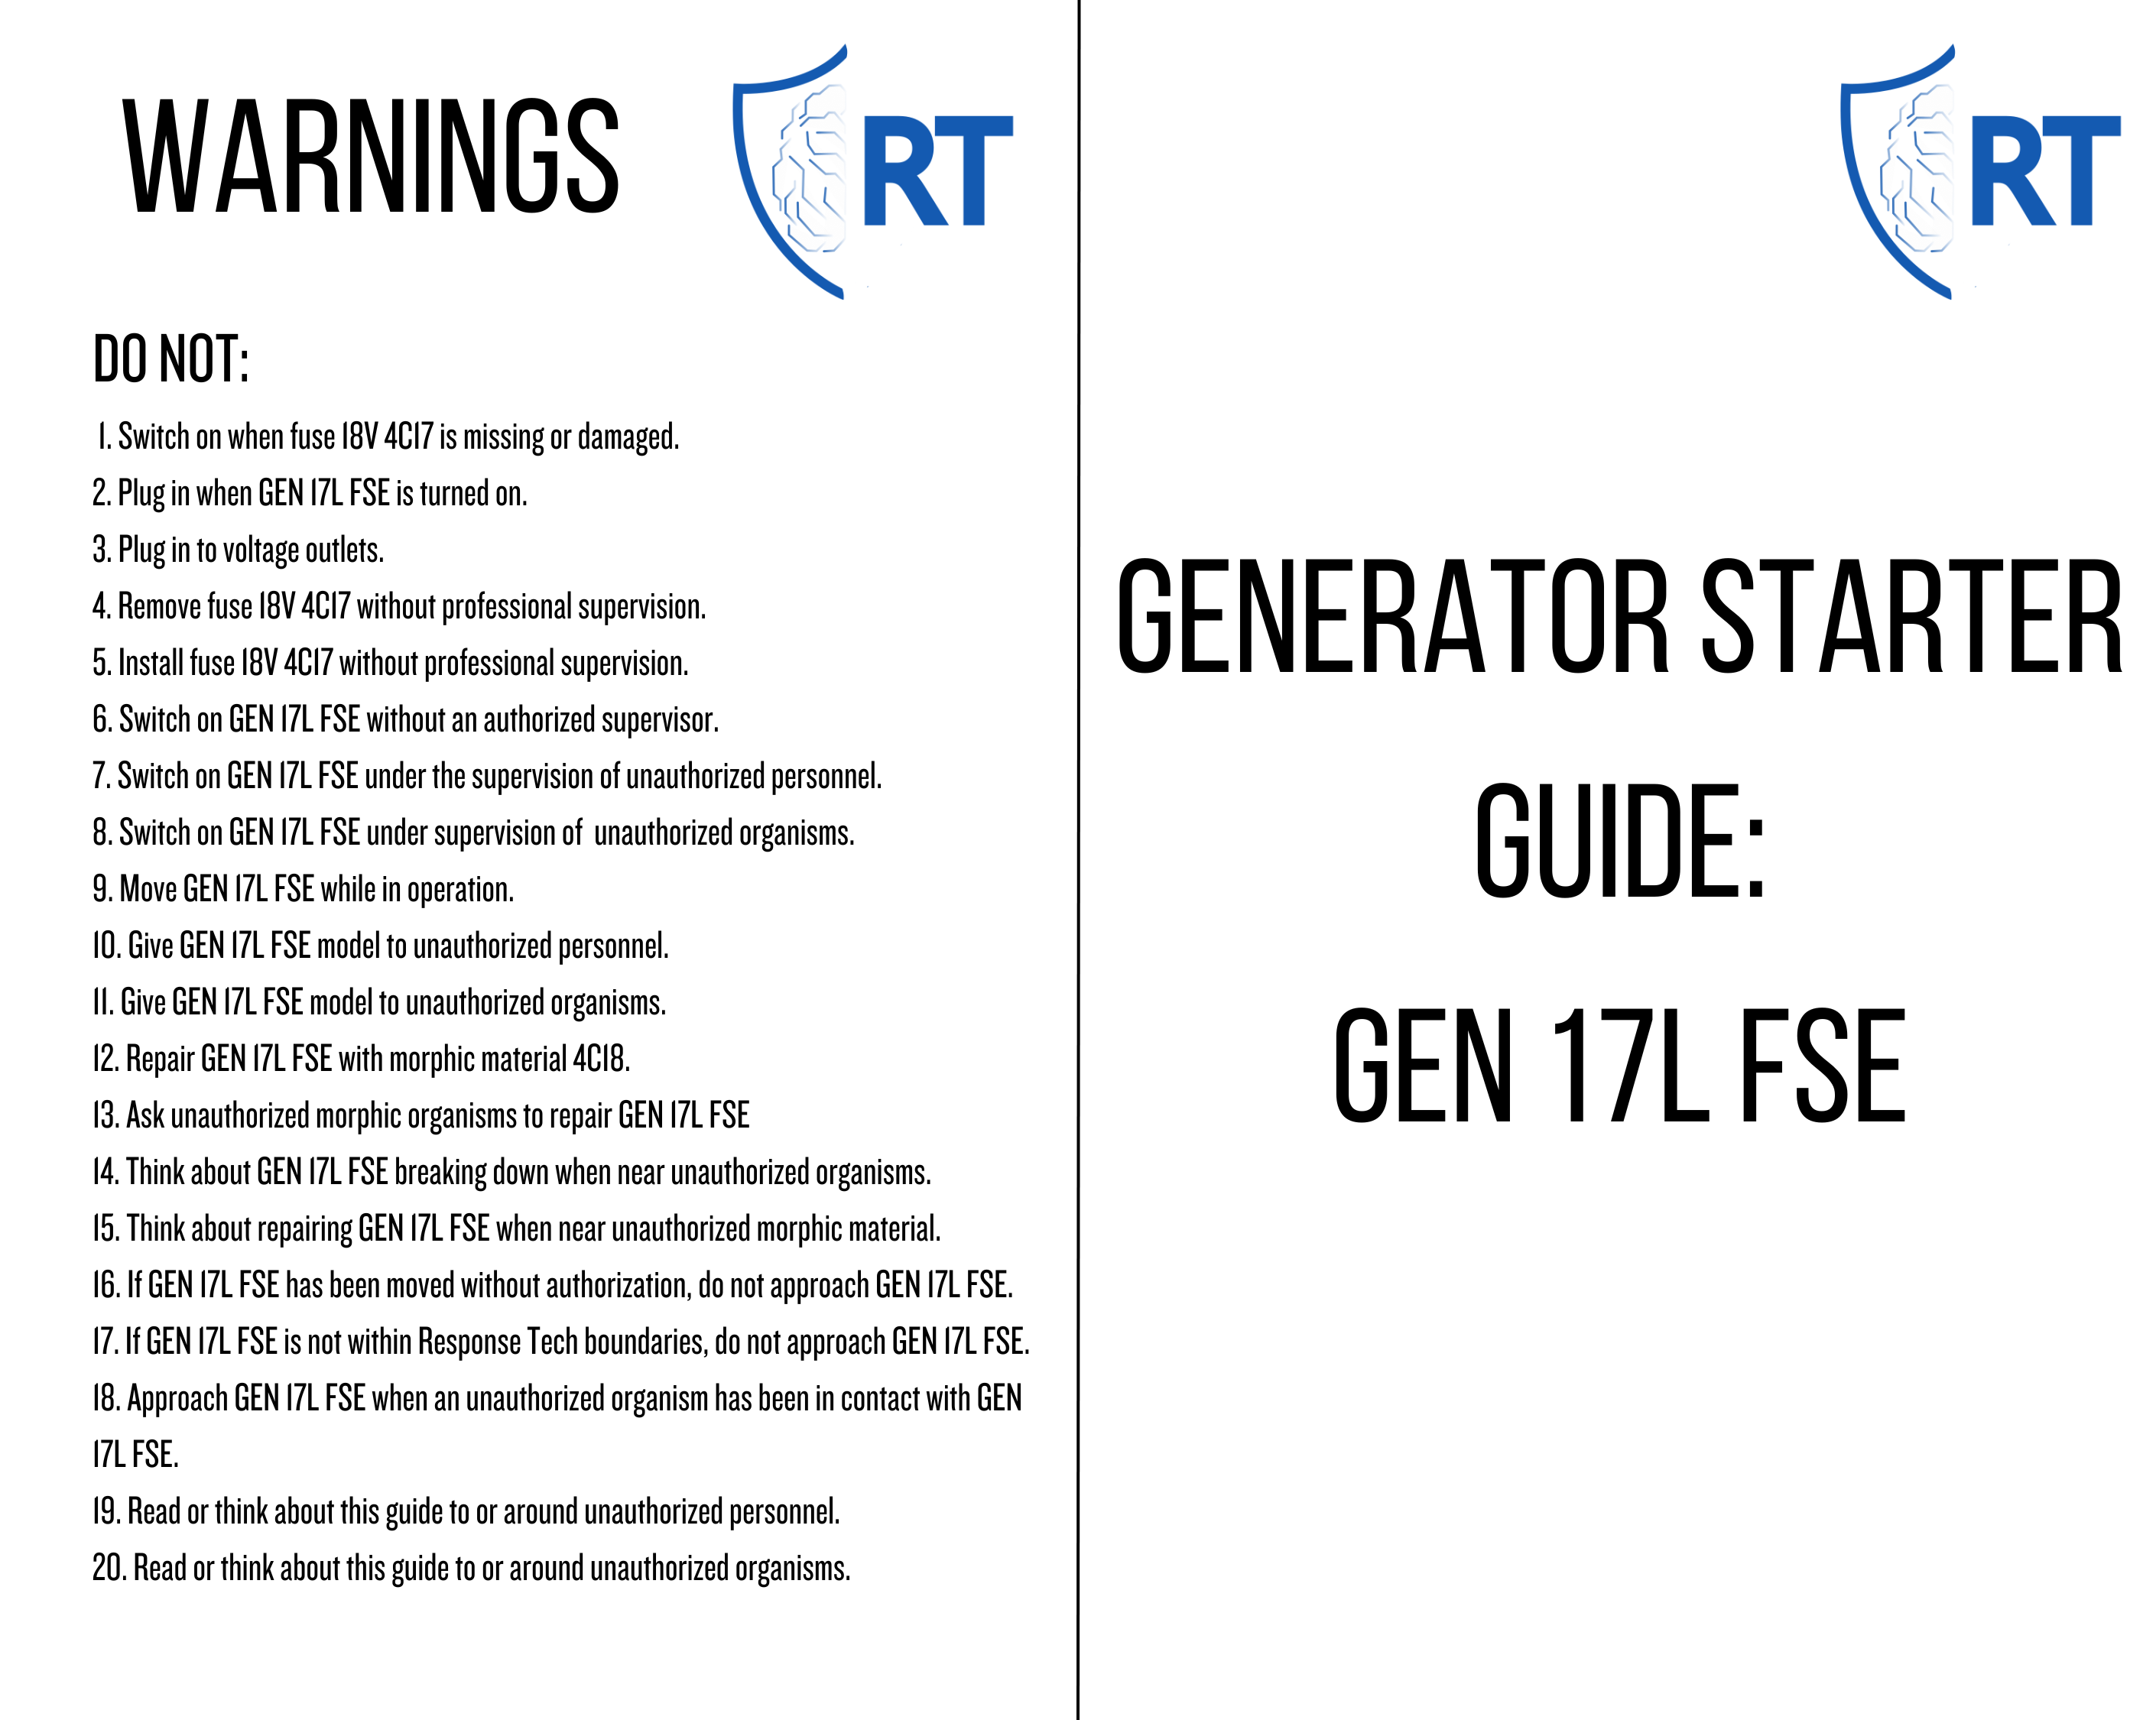 WARNINGS
RT
DO NOT:
1. Switch on when fuse 18V 4C17 is missing or damaged.
2. Plug in when GEN 17L FSE is turned on.
3. Plug in to voltage outlets.
4. Remove fuse 18V 4C17 without professional supervision.
5. Install fuse 18V 4C17 without professional supervision.
6. Switch on GEN 17L FSE without an authorized supervisor.
7. Switch on GEN 17L FSE under the supervision of unauthorized personnel.
8. Switch on GEN 17L FSE under supervision of  unauthorized organisms.
9. Move GEN 17L FSE while in operation.
10. Give GEN 17L FSE model to unauthorized personnel.
11. Give GEN 17L FSE model to unauthorized organisms.
12. Repair GEN 17L FSE with morphic material 4C18.
13. Ask unauthorized morphic organisms to repair GEN 17L FSE
14. Think about GEN 17L FSE breaking down when near unauthorized organisms.
15. Think about repairing GEN 17L FSE when near unauthorized morphic material.
16. If GEN 17L FSE has been moved without authorization, do not approach GEN 17L FSE.
17. If GEN 17L FSE is not within Response Tech boundaries, do not approach GEN 17L FSE.
18. Approach GEN 17L FSE when an unauthorized organism has been in contact with GEN
17L FSE.
19. Read or think about this guide to or around unauthorized personnel.
20. Read or think about this guide to or around unauthorized organisms.
RT
GENERATOR STARTER
GUIDE:
GEN 17L FSE